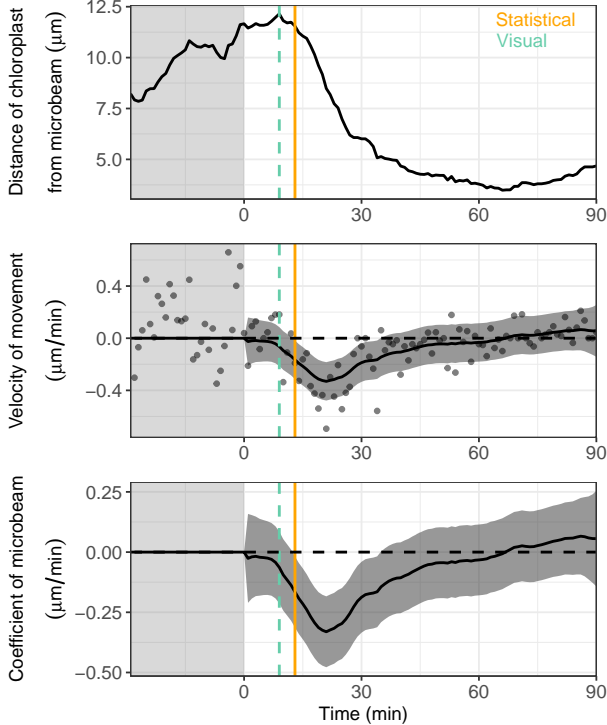 Distance of chloroplast
from microbeam (μm)
12.5
10.0
7.5
5.0
Statistical
Visual
0
30
60
90
Velocity of movement
(μm/min)
0.4
0.0
−0.4
0
30
60
90
Coefficient of microbeam
(μm/min)
0.25
0.00
−0.25
−0.50
0
30
60
90
Time (min)